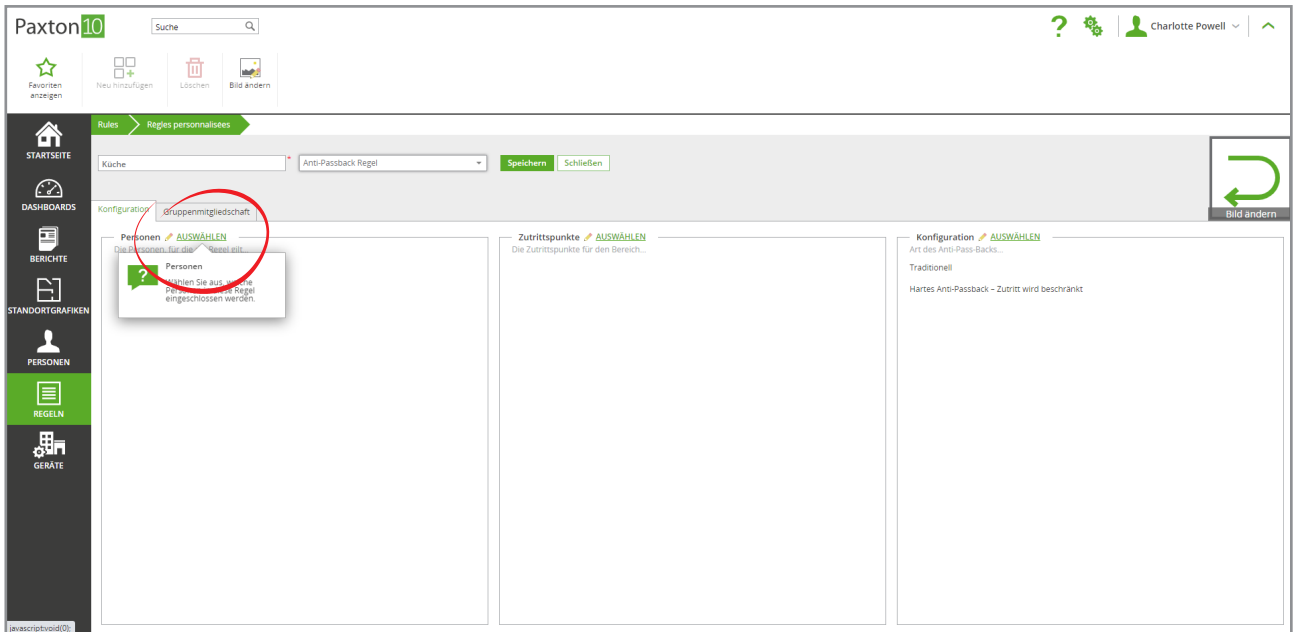 Paxton10
Suche
Charlotte Powell
Favoriten
anzeigen
Neu hinzufügen
Löschen
Bild ändern
STARTSEITE
DASHBOARDS
BERICHTE
STANDORTGRAFIKEN
PERSONEN
REGELN
GERÄTE
Rules
Règles personnalisées
Küche
*
Anti-Passback Regel
Speichern
Schließen
Bild ändern
Konfiguration
Gruppenmitgliedschaft
Personen AUSWÄHLEN
Die Personen, für die Regel gilt...
Personen
Wählen Sie aus, welche
Personen diese Regel
eingeschlossen werden.
Zutrittspunkte AUSWÄHLEN
Die Zutrittspunkte für den Bereich...
Konfiguration AUSWÄHLEN
Art des Anti-Pass-Backs...
Traditionell
Hartes Anti-Passback – Zutritt wird beschränkt
javascript:void(0);